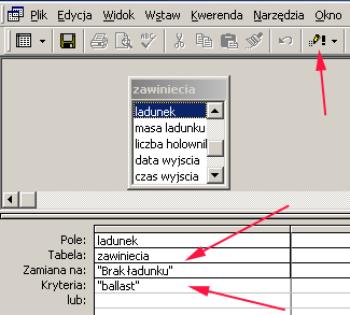 Plik Edycja Widok Wstaw Kwerenda Narzędzia Okno
zawiniecia
ladunek
masa ladunku
liczba holownil
data wyjscia
czas wyjscia
Pole: ladunek
Tabela: zawiniecia
Zamiana na: "Brak ładunku"
Kryteria: "ballast"
lub: